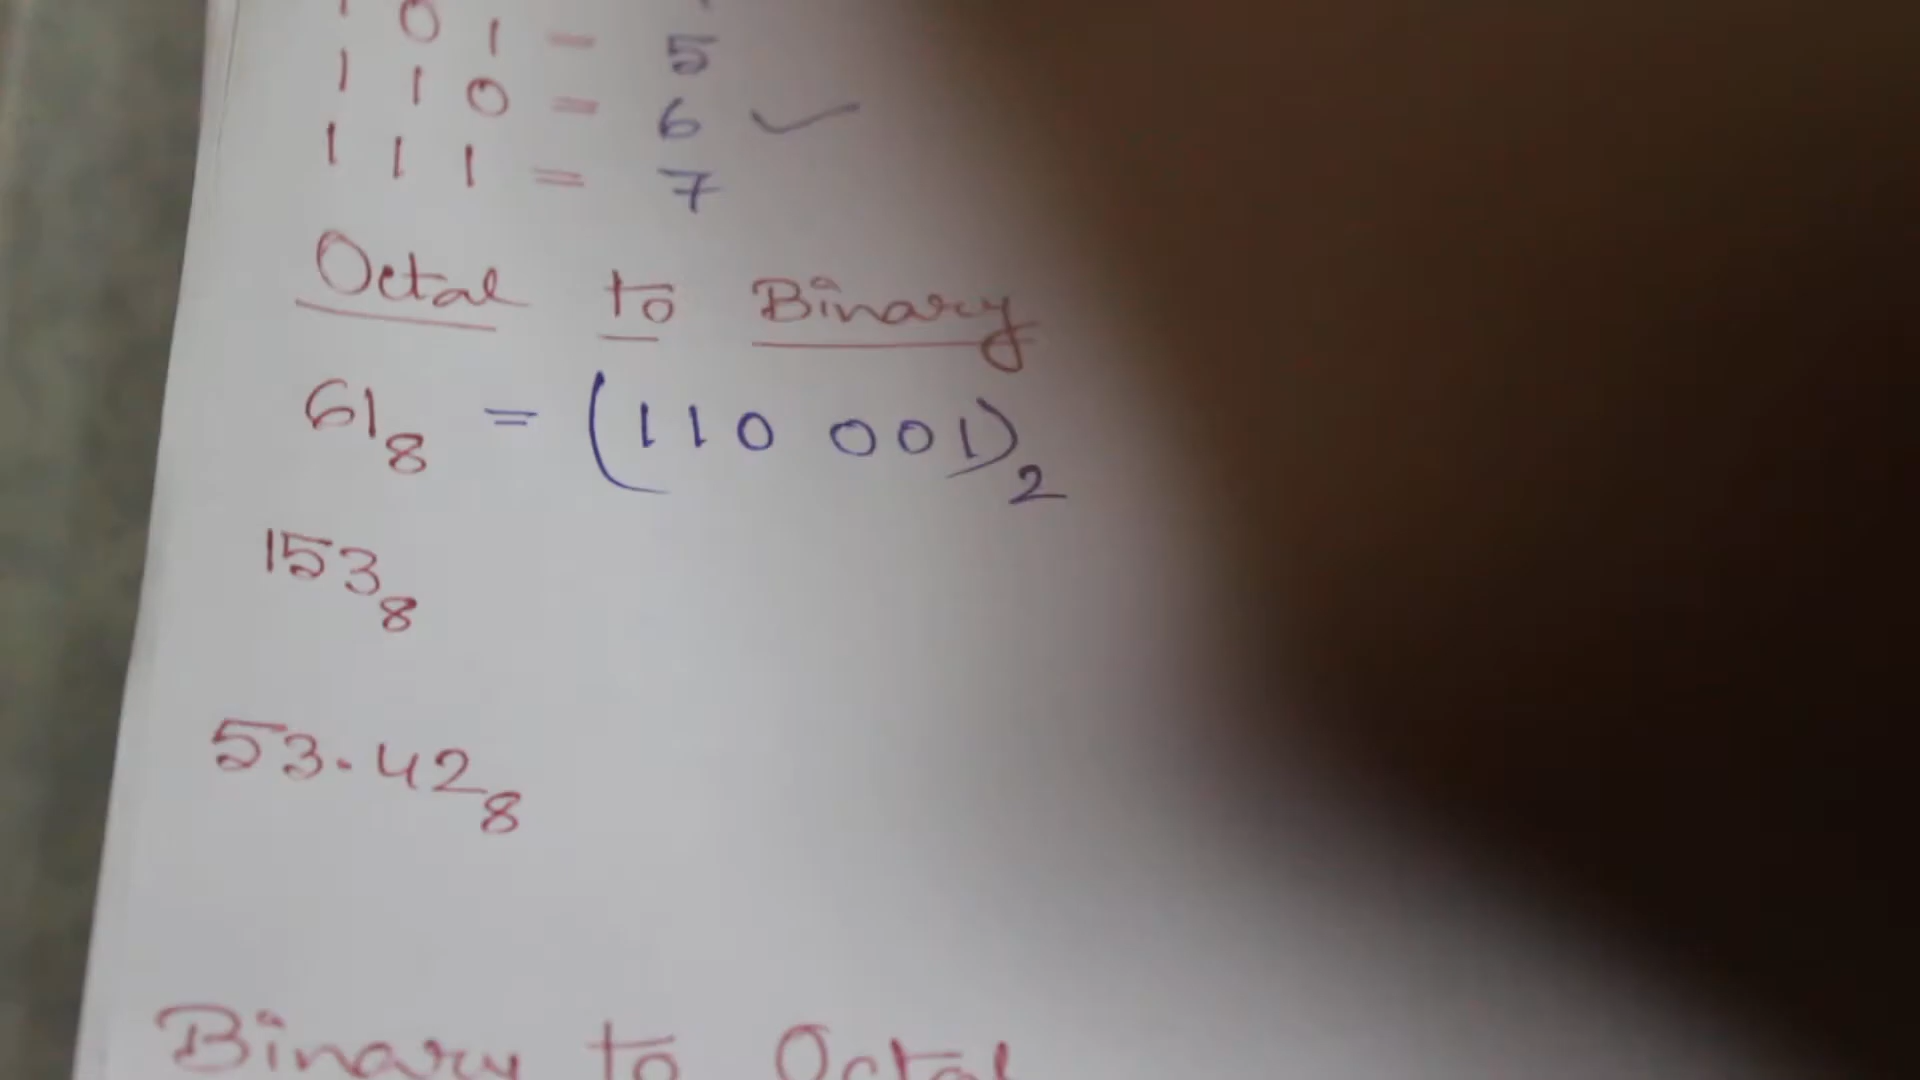 1 0 1 = 5
1 1 0 = 6 ✓
1 1 1 = 7
Octal to Binary
61₈ = (110 001)₂
153₈
53.42₈
Binary to Octal